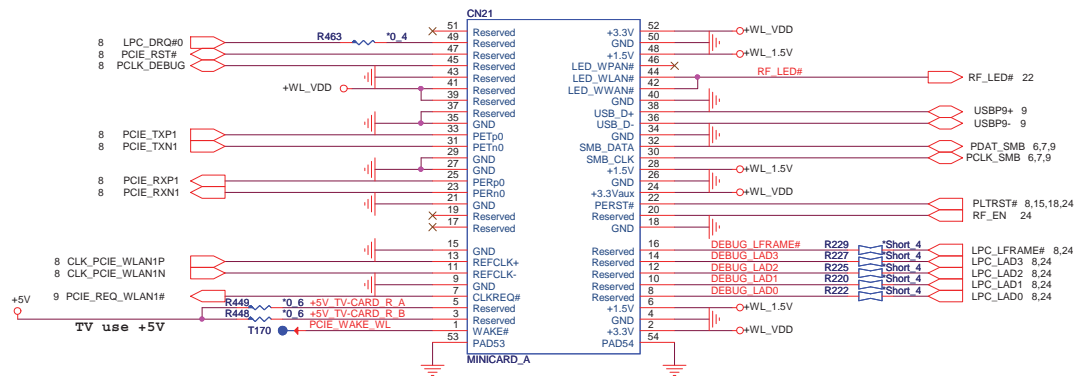 CN21
51 Reserved +3.3V 52 +WL_VDD
8 LPC_DRQ#0 R463 *0_4 49 Reserved GND 50
8 PCIE_RST# 47 Reserved +1.5V 48 +WL_1.5V
8 PCLK_DEBUG 45 Reserved LED_WPAN# 46
43 Reserved LED_WLAN# 44 RF_LED# RF_LED# 22
+WL_VDD 41 Reserved LED_WWAN# 42
39 Reserved GND 40
37 Reserved USB_D+ 38 USBP9+ 9
35 GND USB_D- 36 USBP9- 9
8 PCIE_TXP1 33 PETp0 GND 34
8 PCIE_TXN1 31 PETn0 SMB_DATA 32 PDAT_SMB 6,7,9
29 GND SMB_CLK 30 PCLK_SMB 6,7,9
27 GND +1.5V 28 +WL_1.5V
8 PCIE_RXP1 25 PERp0 GND 26
8 PCIE_RXN1 23 PERn0 +3.3Vaux 24 +WL_VDD
21 GND PERST# 22 PLTRST# 8,15,18,24
19 Reserved Reserved 20 RF_EN 24
17 Reserved GND 18
15 GND Reserved 16 DEBUG_LFRAME# R229 *Short_4 LPC_LFRAME# 8,24
8 CLK_PCIE_WLAN1P 13 REFCLK+ Reserved 14 DEBUG_LAD3 R227 *Short_4 LPC_LAD3 8,24
8 CLK_PCIE_WLAN1N 11 REFCLK- Reserved 12 DEBUG_LAD2 R225 *Short_4 LPC_LAD2 8,24
9 GND Reserved 10 DEBUG_LAD1 R220 *Short_4 LPC_LAD1 8,24
9 PCIE_REQ_WLAN1# 7 CLKREQ# Reserved 8 DEBUG_LAD0 R222 *Short_4 LPC_LAD0 8,24
+5V R449 *0_6 +5V_TV-CARD_R_A 5 Reserved +1.5V 6 +WL_1.5V
R448 *0_6 +5V_TV-CARD_R_B 3 Reserved GND 4
TV use +5V T170 PCIE_WAKE_WL 1 WAKE# +3.3V 2 +WL_VDD
53 PAD53 PAD54 54
MINICARD_A